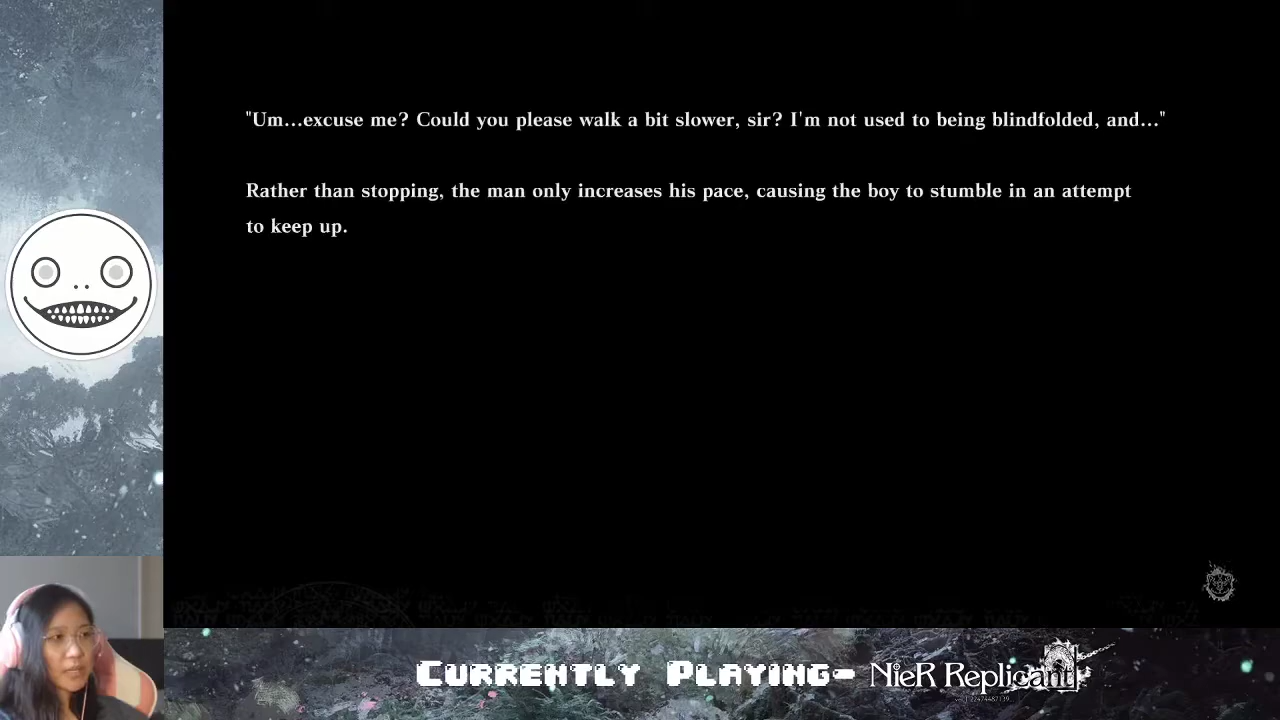 "Um...excuse me? Could you please walk a bit slower, sir? I'm not used to being blindfolded, and..."
Rather than stopping, the man only increases his pace, causing the boy to stumble in an attempt
to keep up.
CURRENTLY PLAYING- NieR Replicant